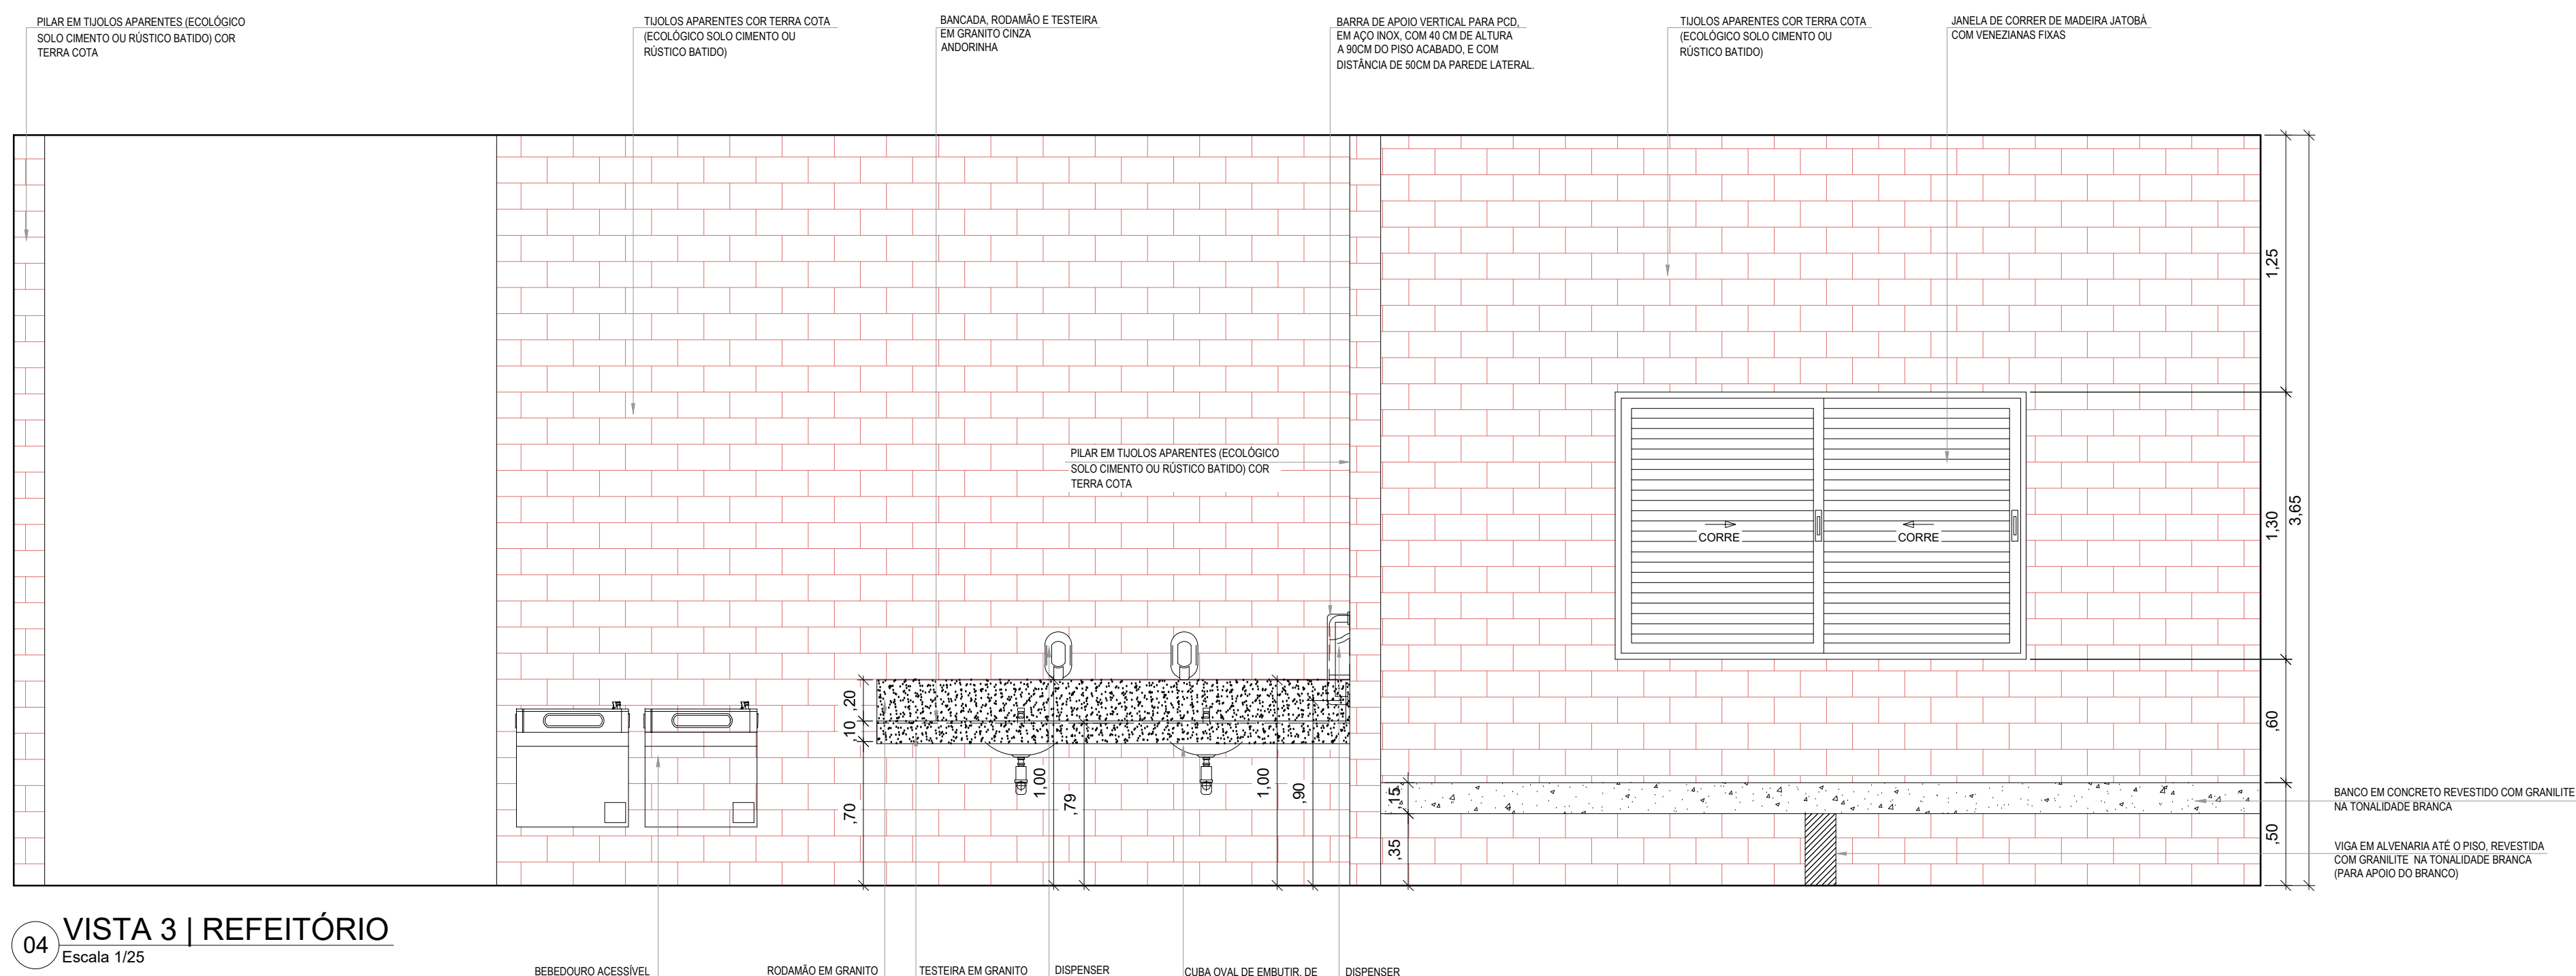 PILAR EM TIJOLOS APARENTES (ECOLÓGICO
SOLO CIMENTO OU RÚSTICO BATIDO) COR
TERRA COTA
TIJOLOS APARENTES COR TERRA COTA
(ECOLÓGICO SOLO CIMENTO OU
RÚSTICO BATIDO)
BANCADA, RODAMÃO E TESTEIRA
EM GRANITO CINZA
ANDORINHA
BARRA DE APOIO VERTICAL PARA PCD,
EM AÇO INOX, COM 40 CM DE ALTURA
A 90CM DO PISO ACABADO, E COM
DISTÂNCIA DE 50CM DA PAREDE LATERAL.
TIJOLOS APARENTES COR TERRA COTA
(ECOLÓGICO SOLO CIMENTO OU
RÚSTICO BATIDO)
JANELA DE CORRER DE MADEIRA JATOBÁ
COM VENEZIANAS FIXAS
PILAR EM TIJOLOS APARENTES (ECOLÓGICO
SOLO CIMENTO OU RÚSTICO BATIDO) COR
TERRA COTA
CORRE
CORRE
1,25
1,30
3,65
,60
,50
,20
,10
,70
1,00
,79
1,00
,90
,15
,35
BANCO EM CONCRETO REVESTIDO COM GRANILITE
NA TONALIDADE BRANCA
VIGA EM ALVENARIA ATÉ O PISO, REVESTIDA
COM GRANILITE NA TONALIDADE BRANCA
(PARA APOIO DO BRANCO)
04
VISTA 3 | REFEITÓRIO
Escala 1/25
BEBEDOURO ACESSÍVEL
RODAMÃO EM GRANITO
TESTEIRA EM GRANITO
DISPENSER
CUBA OVAL DE EMBUTIR, DE
DISPENSER